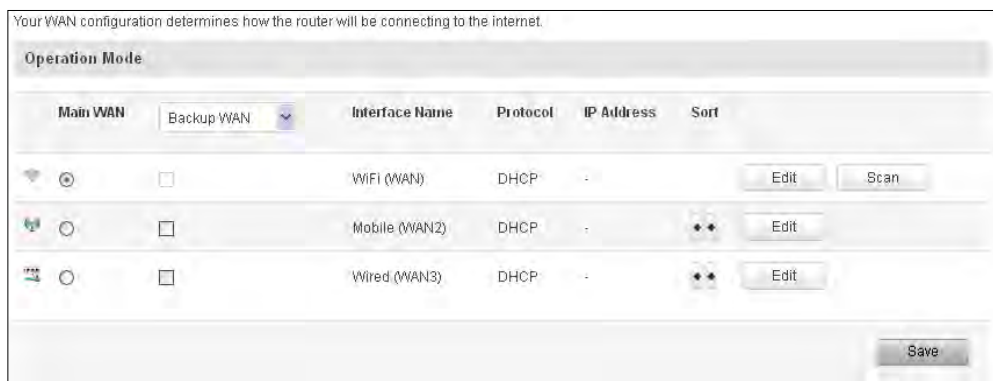 Your WAN configuration determines how the router will be connecting to the internet.
Operation Mode
Main WAN Backup WAN Interface Name Protocol IP Address Sort
WiFi (WAN) DHCP - Edit Scan
Mobile (WAN2) DHCP - Edit
Wired (WAN3) DHCP - Edit
Save